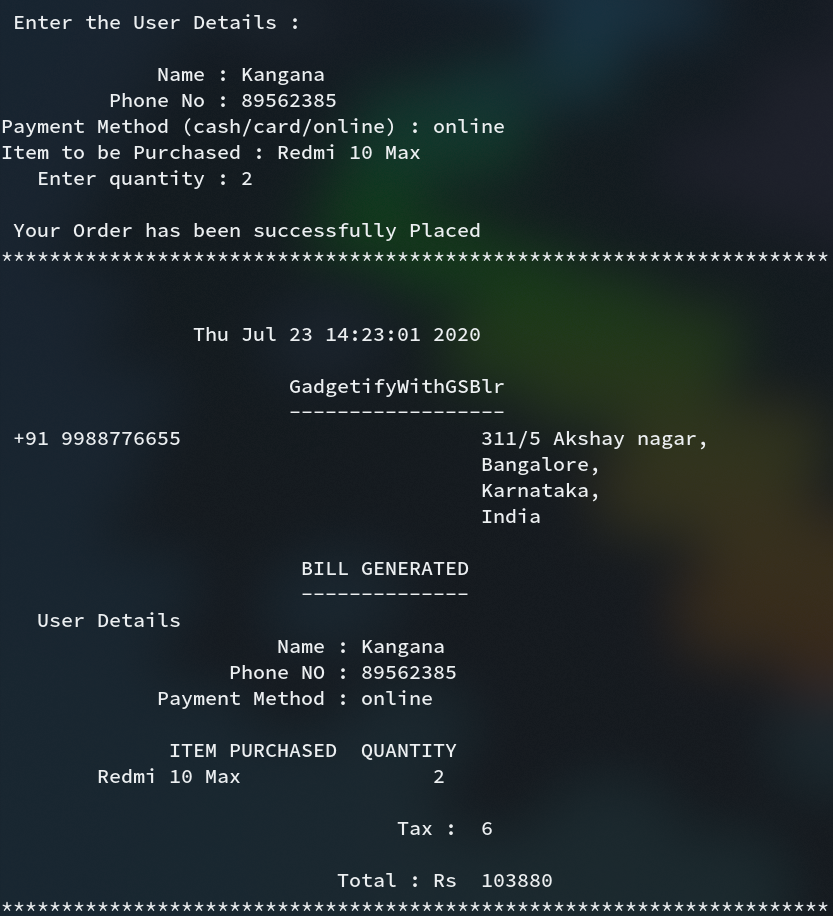 Enter the User Details :
Name : Kangana
Phone No : 89562385
Payment Method (cash/card/online) : online
Item to be Purchased : Redmi 10 Max
Enter quantity : 2
Your Order has been successfully Placed
*********************************************************************
Thu Jul 23 14:23:01 2020
GadgetifyWithGSBlr
------------------
+91 9988776655 311/5 Akshay nagar,
Bangalore,
Karnataka,
India
BILL GENERATED
--------------
User Details
Name : Kangana
Phone NO : 89562385
Payment Method : online
ITEM PURCHASED QUANTITY
Redmi 10 Max 2
Tax : 6
Total : Rs 103880
*********************************************************************